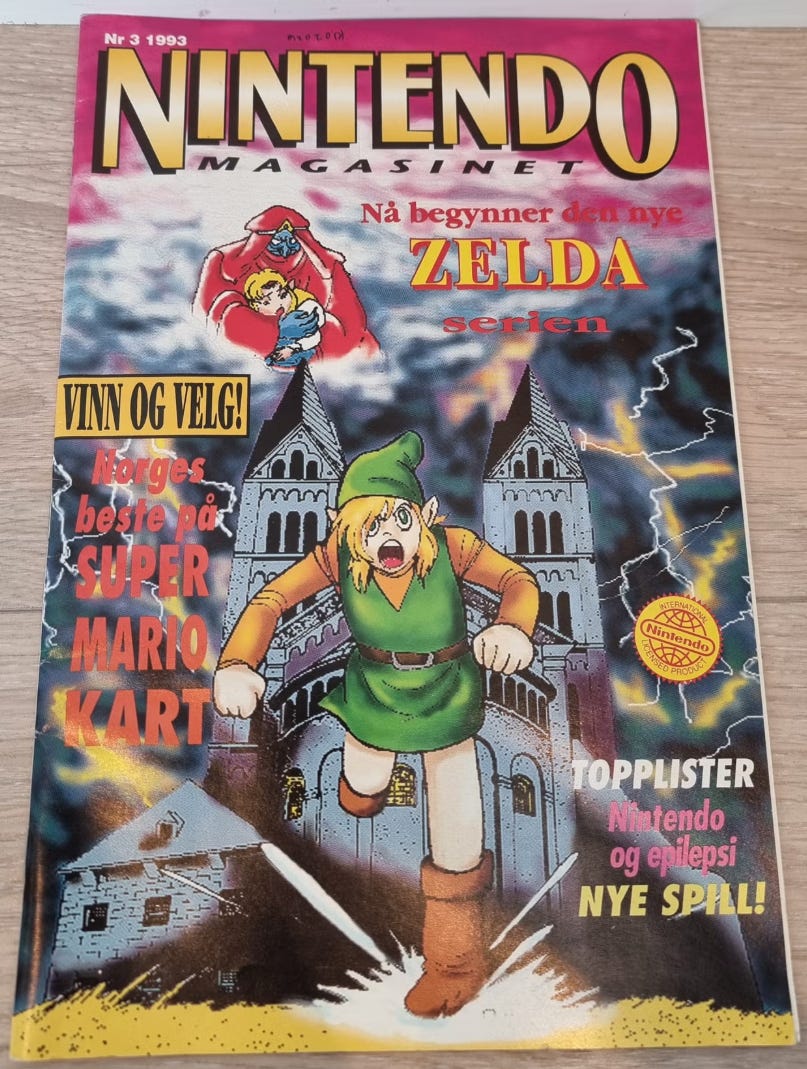 Nr 3 1993
NINTENDO
MAGASINET
Nå begynner den nye
ZELDA
serien
VINN OG VELG!
Norges
beste på
SUPER
MARIO
KART
INTERNATIONAL
Nintendo
LICENSED PRODUCT
TOPPLISTER
Nintendo
og epilepsi
NYE SPILL!